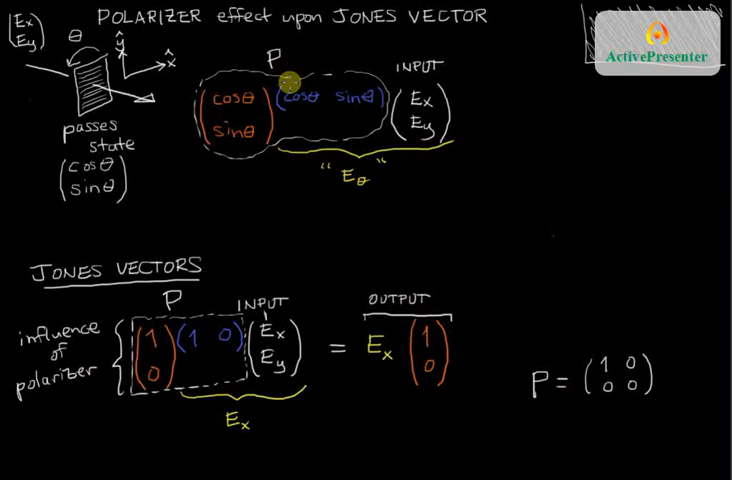 POLARIZER effect upon JONES VECTOR
(Ex
Ey)
θ
ŷ
x̂
passes
state
(cosθ
sinθ)
P
INPUT
(cosθ
sinθ) (cosθ sinθ) (Ex
Ey)
"Eθ"
ActivePresenter
JONES VECTORS
influence
of
polarizer
P
INPUT
OUTPUT
(1
0) (1 0) (Ex
Ey) = Ex (1
0)
Ex
P = (1 0
0 0)